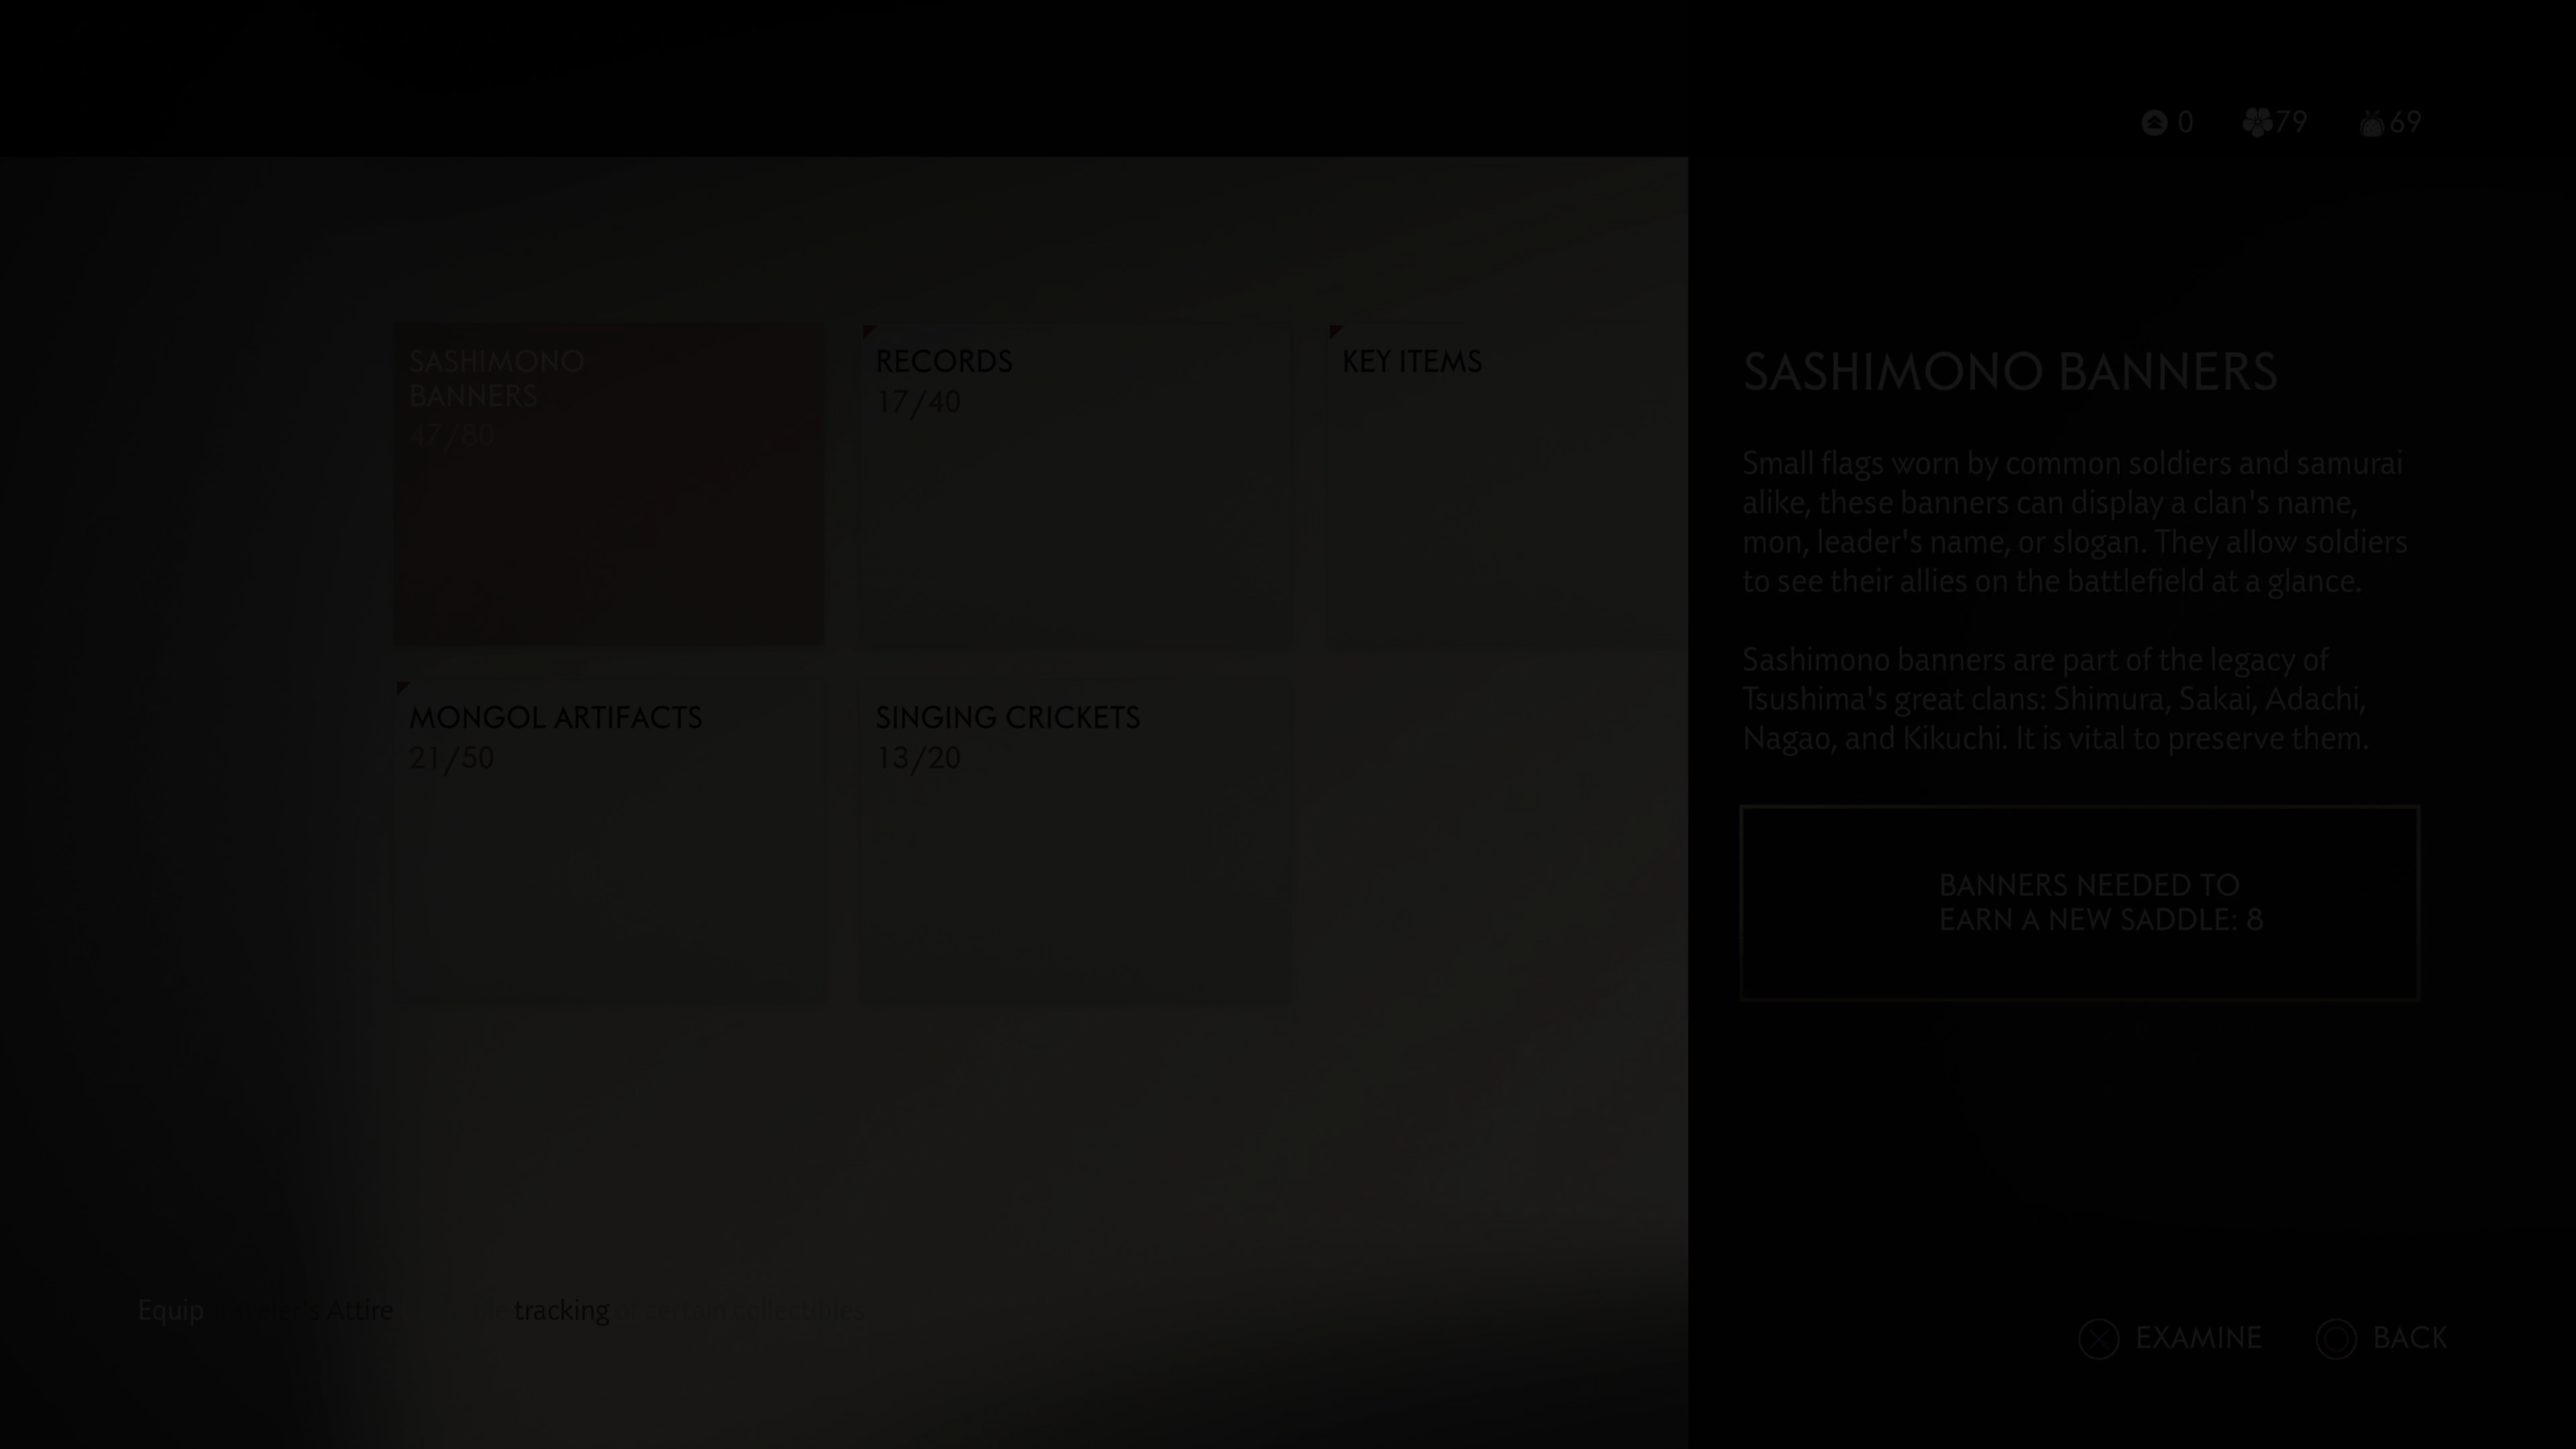 0 79 69
SASHIMONO
BANNERS
47/80
RECORDS
17/40
KEY ITEMS
MONGOL ARTIFACTS
21/50
SINGING CRICKETS
13/20
SASHIMONO BANNERS
Small flags worn by common soldiers and samurai
alike, these banners can display a clan's name,
mon, leader's name, or slogan. They allow soldiers
to see their allies on the battlefield at a glance.
Sashimono banners are part of the legacy of
Tsushima's great clans: Shimura, Sakai, Adachi,
Nagao, and Kikuchi. It is vital to preserve them.
BANNERS NEEDED TO
EARN A NEW SADDLE: 8
Equip Attire tracking of certain collectibles
EXAMINE BACK